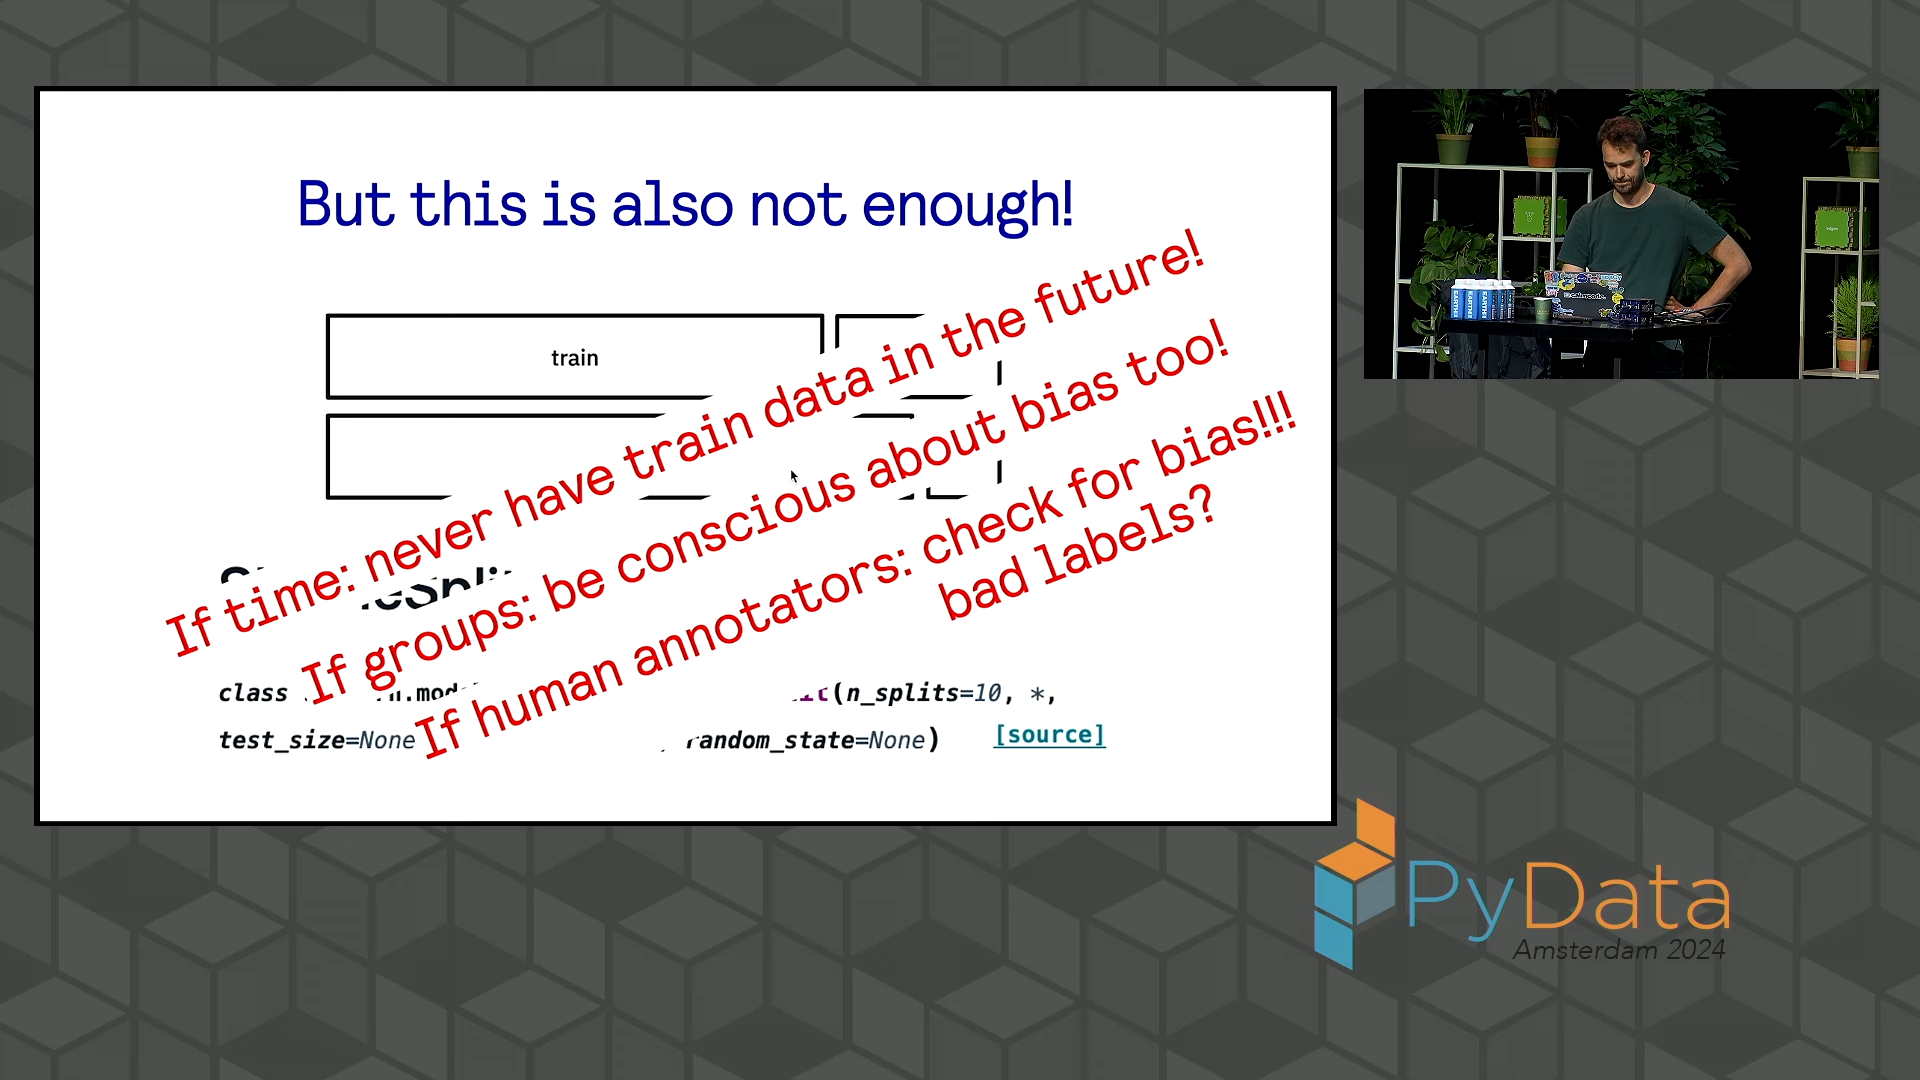 But this is also not enough!
train
If time: never have train data in the future!
If groups: be conscious about bias too!
If human annotators: check for bias!!!
bad labels?
class
(n_splits=10, *,
test_size=None random_state=None) [source]
PyData
Amsterdam 2024